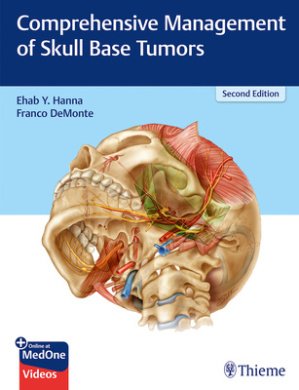 Comprehensive Management
of Skull Base Tumors
Second Edition
Ehab Y. Hanna
Franco DeMonte
+ Online at
MedOne
Videos
Thieme